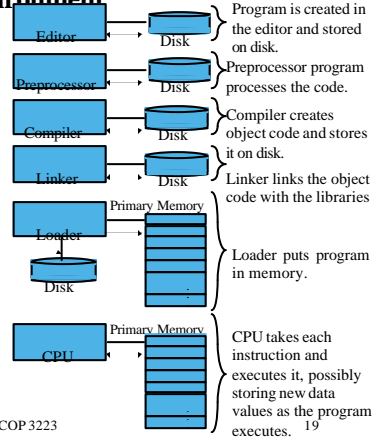 Editor
Disk
Program is created in
the editor and stored
on disk.
Preprocessor
Disk
Preprocessor program
processes the code.
Compiler
Disk
Compiler creates
object code and stores
it on disk.
Linker
Disk
Linker links the object
code with the libraries
Primary Memory
Loader
Disk
Loader puts program
in memory.
Primary Memory
CPU
CPU takes each
instruction and
executes it, possibly
storing new data
values as the program
executes.
COP 3223
19